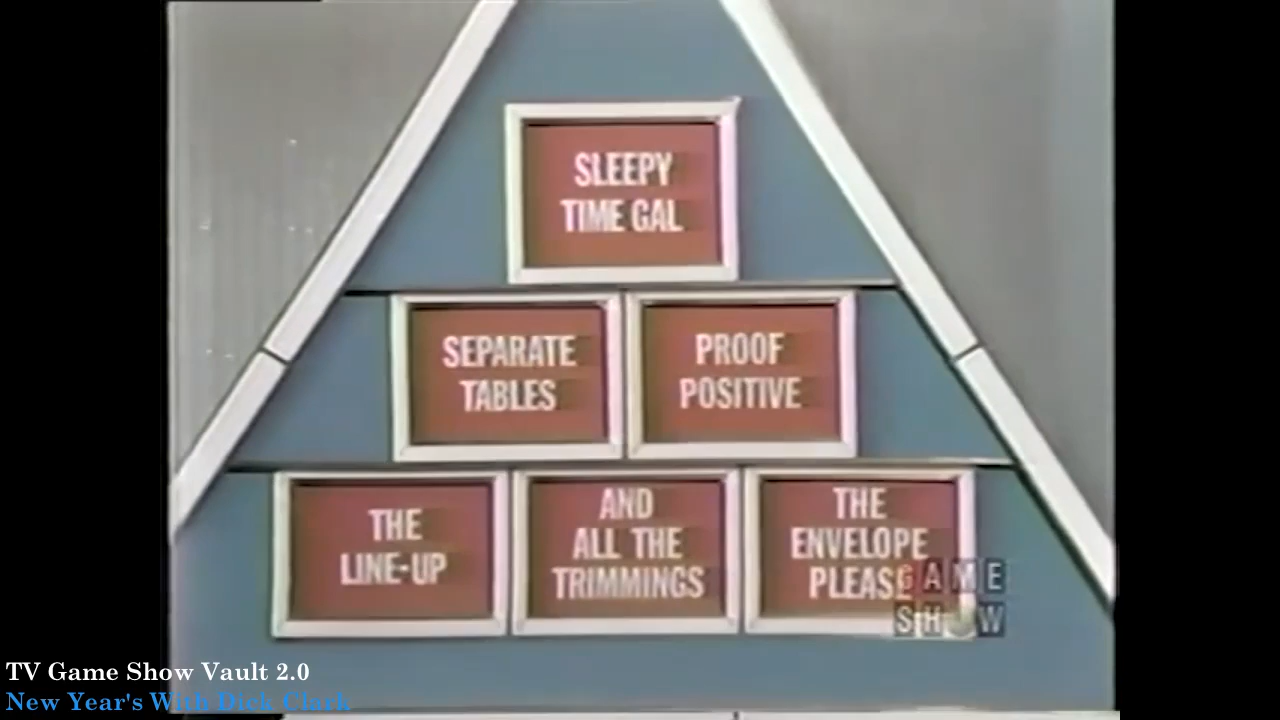 SLEEPY
TIME GAL
SEPARATE
TABLES
PROOF
POSITIVE
THE
LINE-UP
AND
ALL THE
TRIMMINGS
THE
ENVELOPE
PLEASE
GAME
SHOW
TV Game Show Vault 2.0
New Year's With Dick Clark